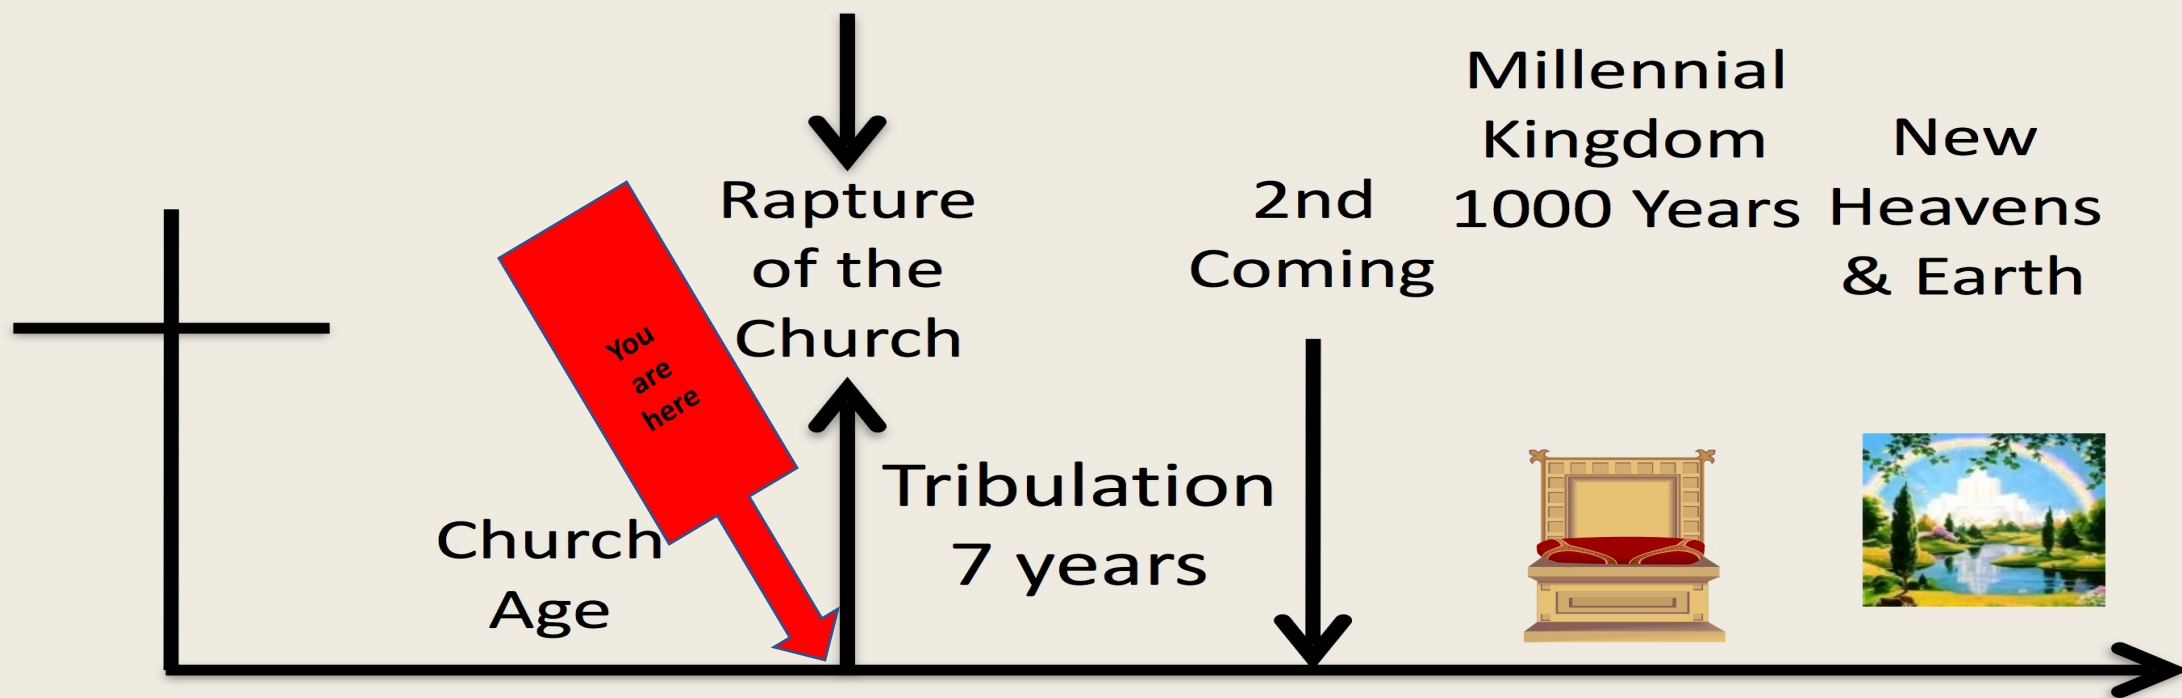 Church
Age
You
are
here
Rapture
of the
Church
Tribulation
7 years
2nd
Coming
Millennial
Kingdom
1000 Years
New
Heavens
& Earth